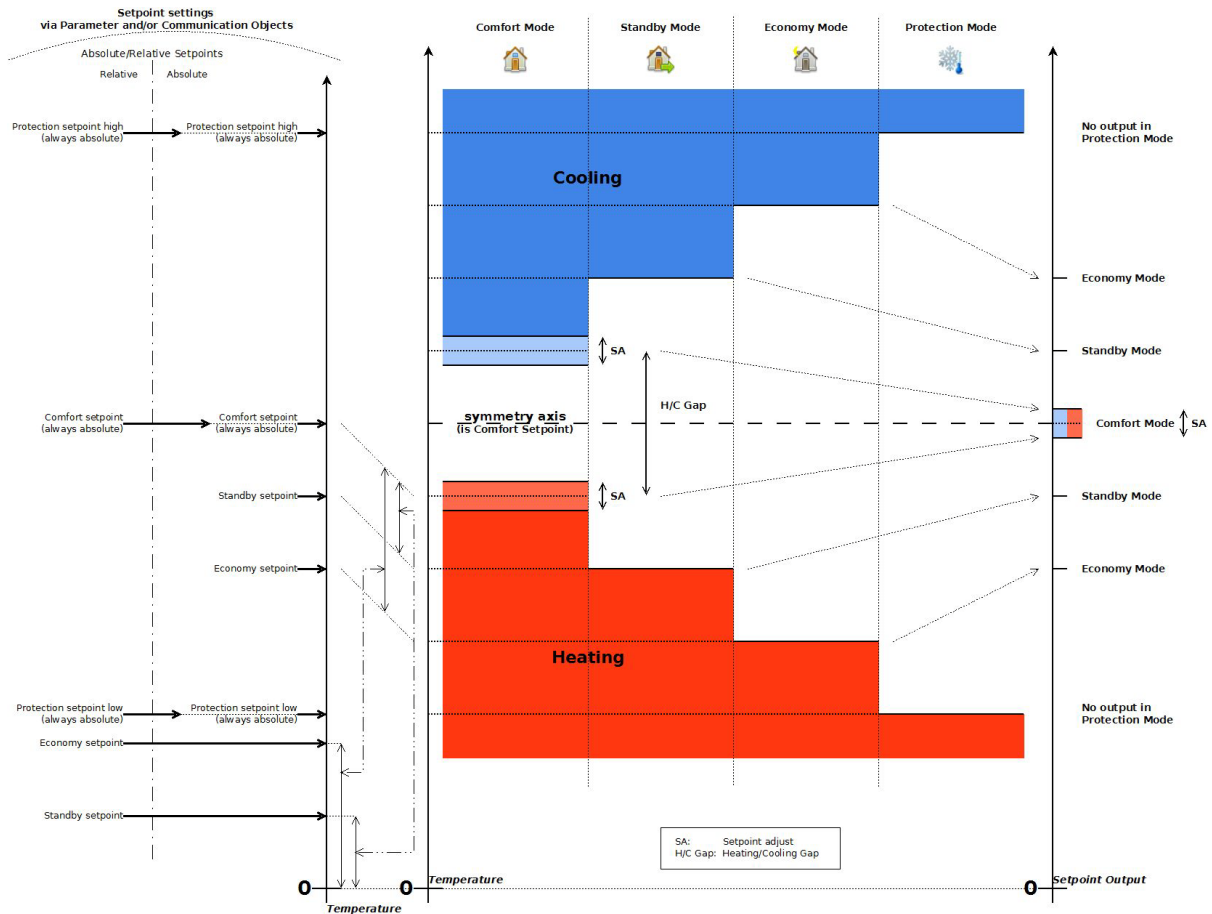 Setpoint settings
via Parameter and/or Communication Objects
Absolute/Relative Setpoints
Relative
Absolute
Protection setpoint high
(always absolute)
Protection setpoint high
(always absolute)
Comfort setpoint
(always absolute)
Comfort setpoint
(always absolute)
Standby setpoint
Economy setpoint
Protection setpoint low
(always absolute)
Protection setpoint low
(always absolute)
Economy setpoint
Standby setpoint
0
Temperature
Comfort Mode
Standby Mode
Economy Mode
Protection Mode
Cooling
SA
H/C Gap
symmetry axis
(is Comfort Setpoint)
SA
Heating
SA: Setpoint adjust
H/C Gap: Heating/Cooling Gap
0
Temperature
No output in
Protection Mode
Economy Mode
Standby Mode
Comfort Mode
SA
Standby Mode
Economy Mode
No output in
Protection Mode
0
Setpoint Output